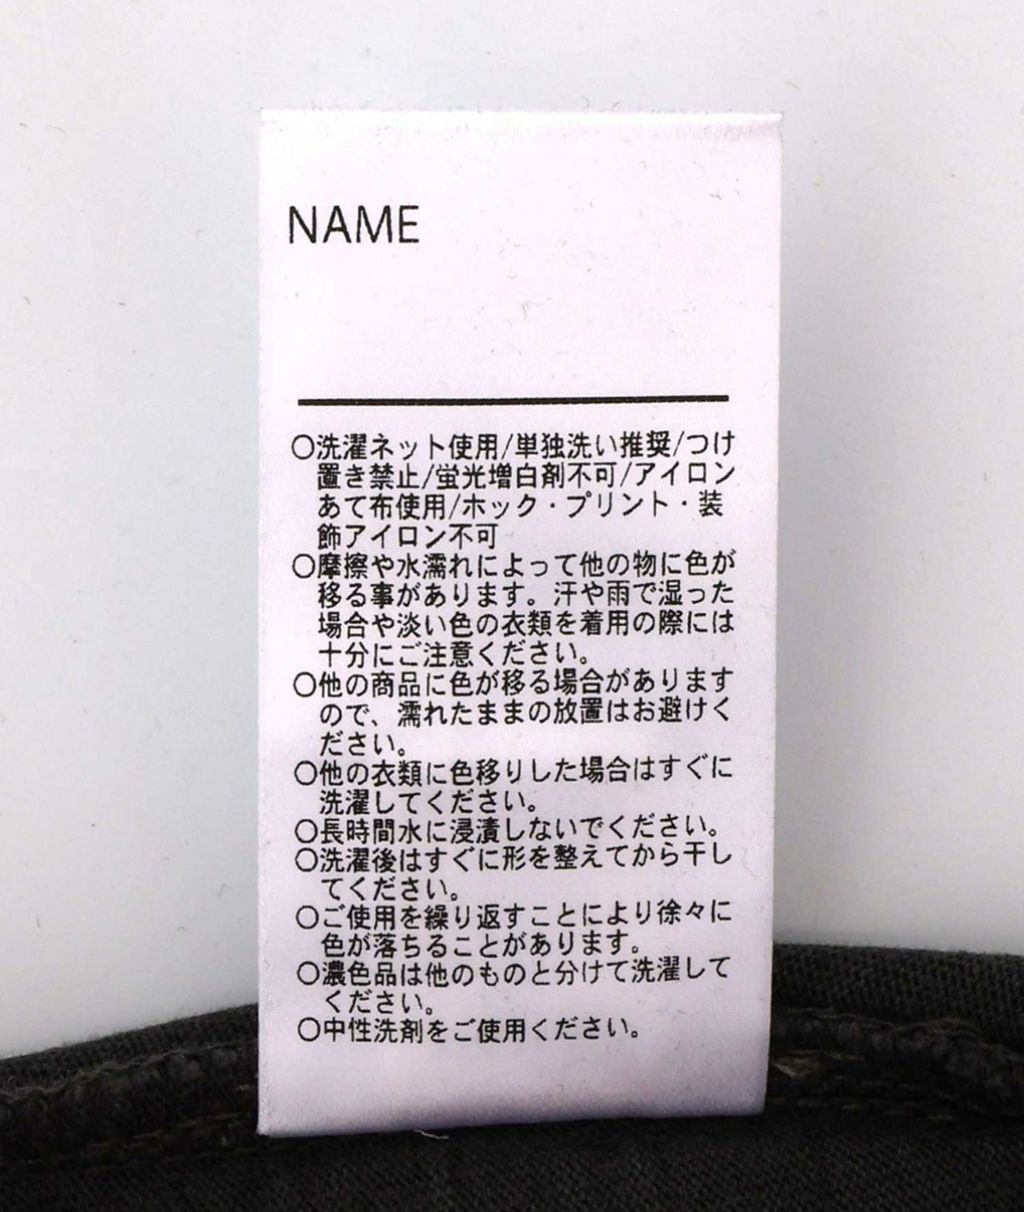 NAME
○洗濯ネット使用/単独洗い推奨/つけ
置き禁止/蛍光増白剤不可/アイロン
あて布使用/ホック・プリント・装
飾アイロン不可
○摩擦や水濡れによって他の物に色が
移る事があります。汗や雨で湿った
場合や淡い色の衣類を着用の際には
十分にご注意ください。
○他の商品に色が移る場合があります
ので、濡れたままの放置はお避けく
ださい。
○他の衣類に色移りした場合はすぐに
洗濯してください。
○長時間水に浸漬しないでください。
○洗濯後はすぐに形を整えてから干し
てください。
○ご使用を繰り返すことにより徐々に
色が落ちることがあります。
○濃色品は他のものと分けて洗濯して
ください。
○中性洗剤をご使用ください。